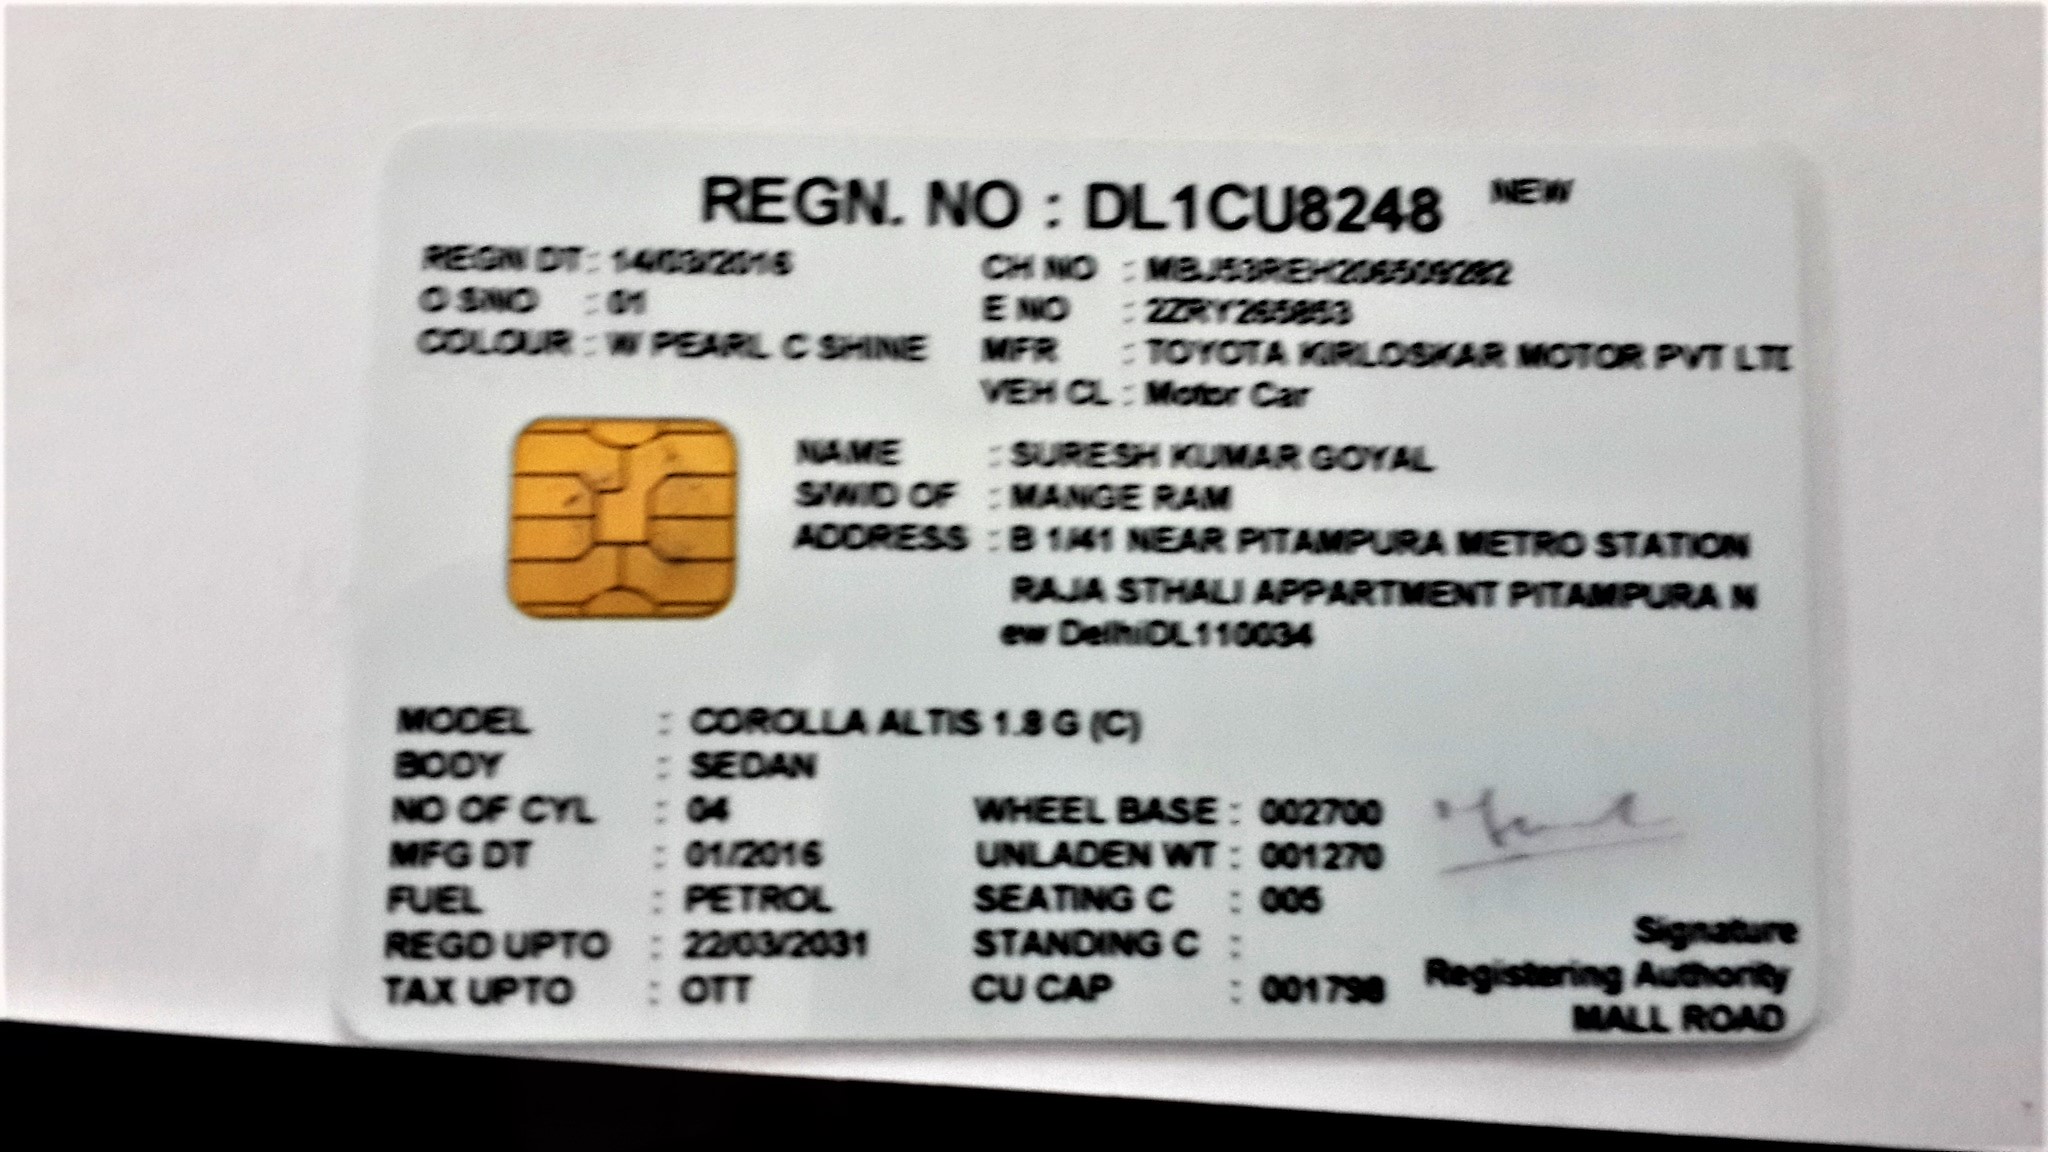 REGN. NO : DL1CU8248 NEW
REGN DT : 14/03/2016
O SNO : 01
COLOUR : W PEARL C SHINE
CH NO :
E NO : 2ZRY265853
MFR : TOYOTA KIRLOSKAR MOTOR PVT LTD
VEH CL : Motor Car
NAME : SURESH KUMAR GOYAL
S/W/D OF : MANGE RAM
ADDRESS : B 1/41 NEAR PITAMPURA METRO STATION
RAJA STHALI APPARTMENT PITAMPURA N
ew DelhiDL110034
MODEL : COROLLA ALTIS 1.8 G (C)
BODY : SEDAN
NO OF CYL : 04
MFG DT : 01/2016
FUEL : PETROL
REGD UPTO : 22/03/2031
TAX UPTO : OTT
WHEEL BASE : 002700
UNLADEN WT : 001270
SEATING C : 005
STANDING C :
CU CAP : 001798
Signature
Registering Authority
MALL ROAD